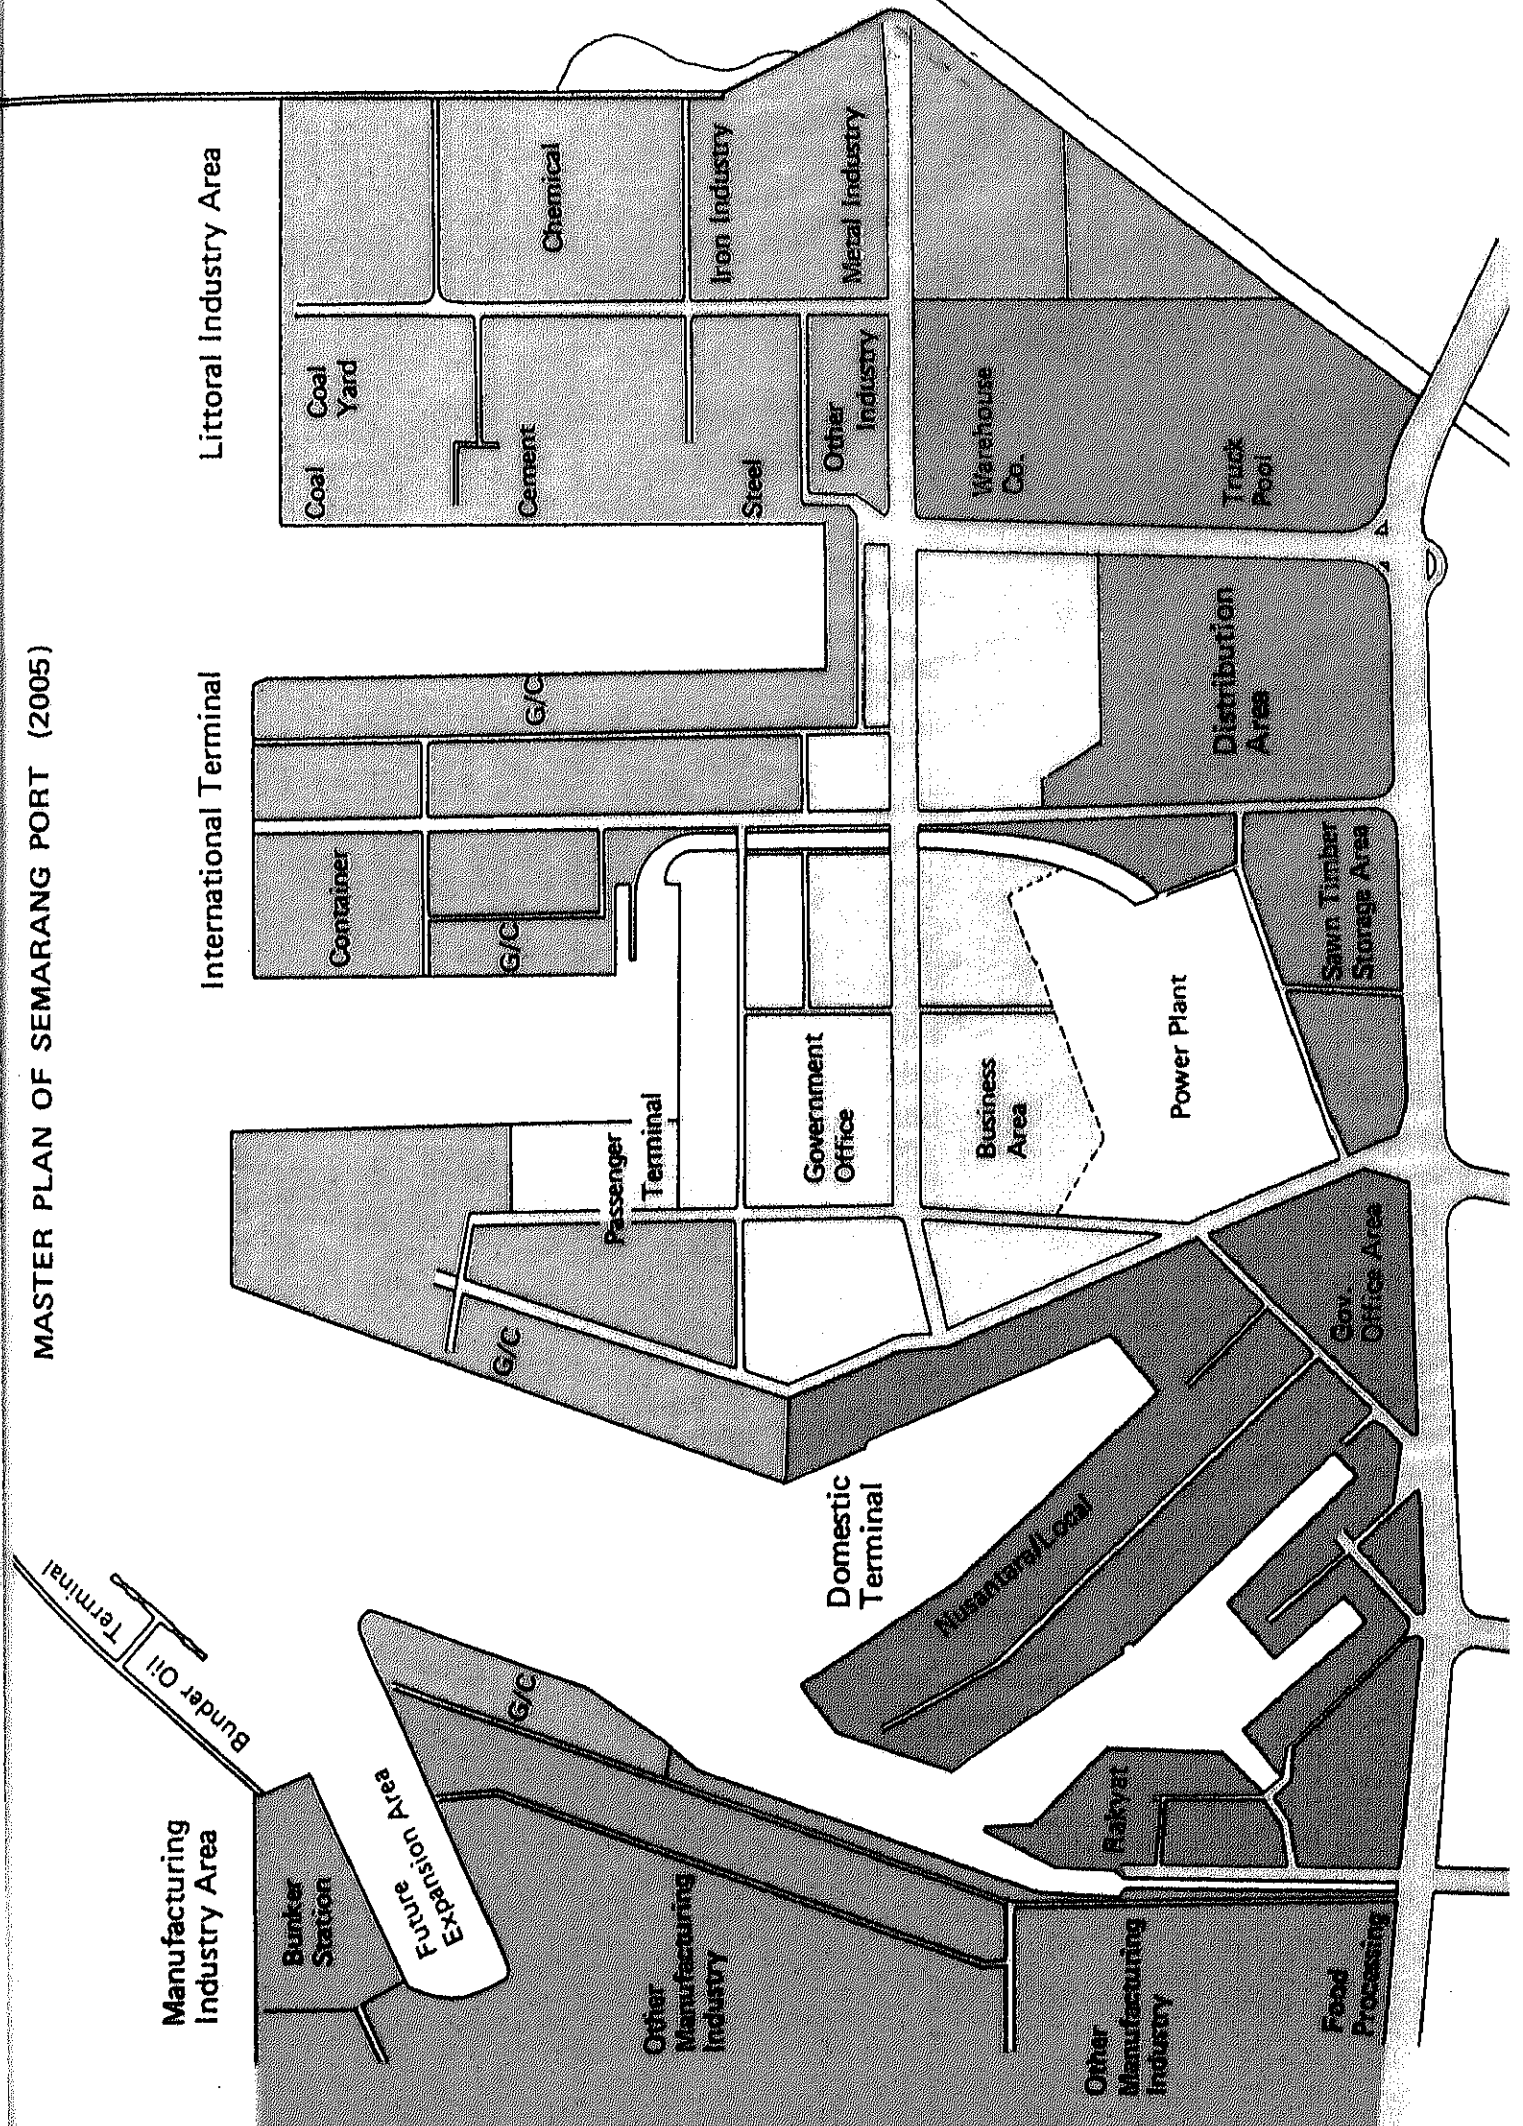 MASTER PLAN OF SEMARANG PORT (2005)
Manufacturing
Industry Area
International Terminal
Littoral Industry Area
Bunder Oil Terminal
Bunker
Station
Future
Expansion Area
G/C
Other
Manufacturing
Industry
Other
Manufacturing
Industry
Food
Processing
Rakyat
Domestic
Terminal
Nusantara/Local
G/C
Passenger
Terminal
Government
Office
Business
Area
Power Plant
Gov.
Office Area
Container
G/C
G/C
Sawn Timber
Storage Area
Distribution
Area
Coal
Coal
Yard
Cement
Chemical
Steel
Iron Industry
Other
Industry
Metal Industry
Warehouse
Co.
Truck
Pool